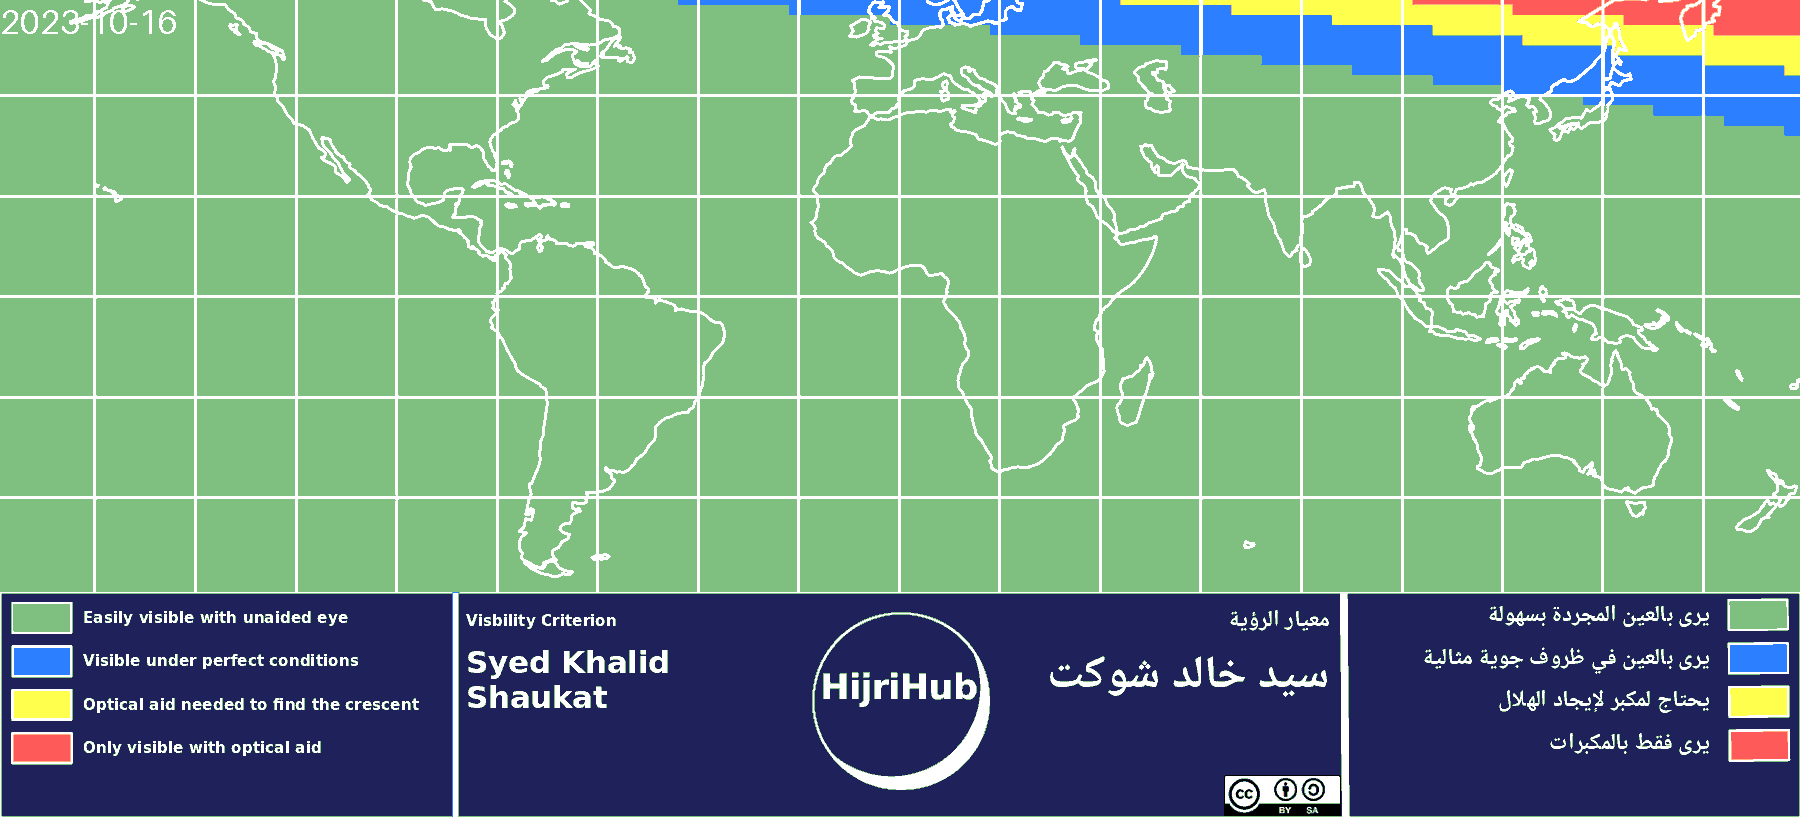 2023-10-16
Easily visible with unaided eye
Visible under perfect conditions
Optical aid needed to find the crescent
Only visible with optical aid
Visbility Criterion
Syed Khalid
Shaukat
HijriHub
معيار الرؤية
سيد خالد شوكت
cc
BY SA
يرى بالعين المجردة بسهولة
يرى بالعين في ظروف جوية مثالية
يحتاج لمكبر لإيجاد الهلال
يرى فقط بالمكبرات